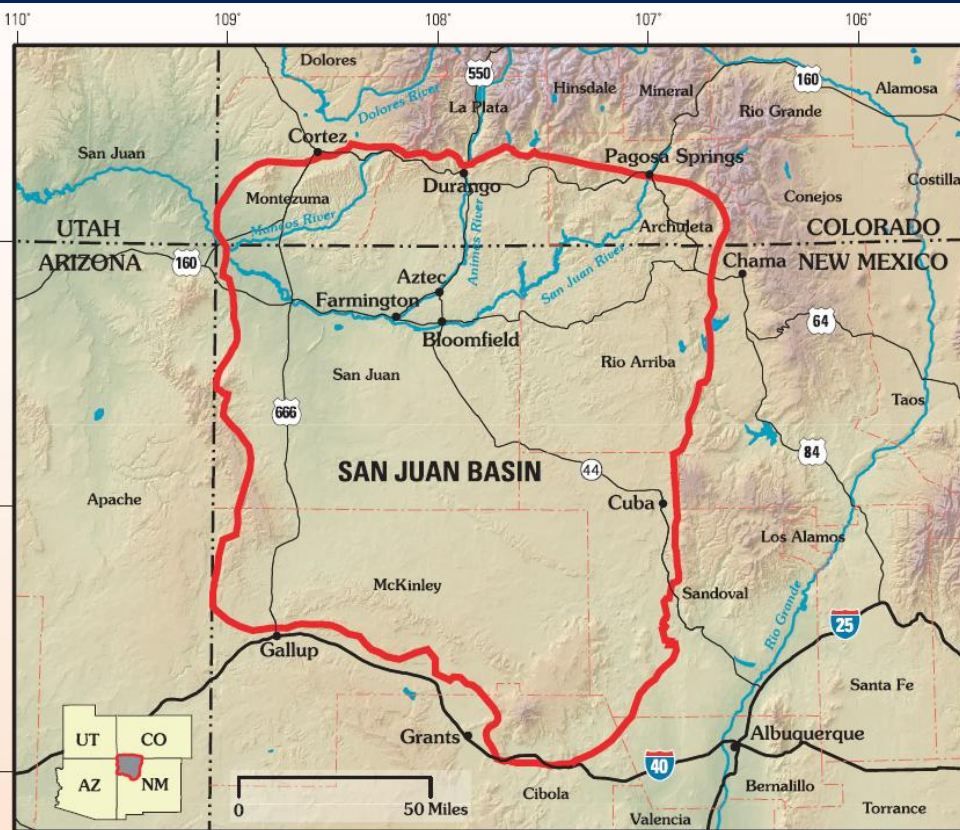 110° 109° 108° 107° 106°
Dolores
550
160
Hinsdale Mineral
Alamosa
Dolores River
La Plata
Rio Grande
Cortez
San Juan
Pagosa Springs
Costilla
Durango
Montezuma
Conejos
Mancos River
Animas River
Archuleta
UTAH
COLORADO
ARIZONA
160
Chama
NEW MEXICO
San Juan River
Aztec
Farmington
64
Bloomfield
Rio Arriba
San Juan
Taos
666
84
SAN JUAN BASIN
44
Apache
Cuba
Los Alamos
McKinley
Sandoval
Rio Grande
25
Gallup
Santa Fe
UT CO
Grants
Albuquerque
40
AZ NM
Bernalillo
Cibola
0 50 Miles
Torrance
Valencia